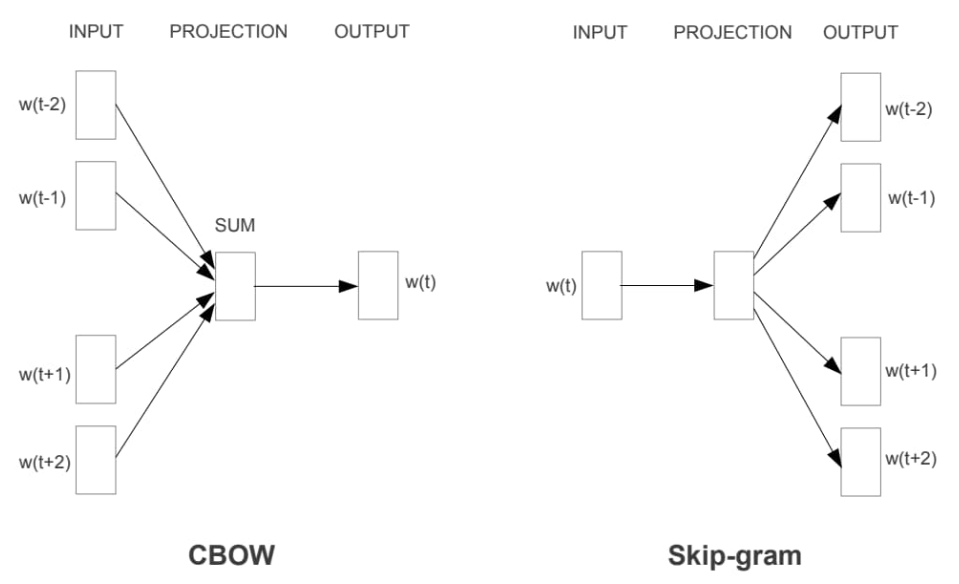 INPUT PROJECTION OUTPUT
w(t-2)
w(t-1)
SUM
w(t)
w(t+1)
w(t+2)
CBOW
INPUT PROJECTION OUTPUT
w(t-2)
w(t-1)
w(t)
w(t+1)
w(t+2)
Skip-gram